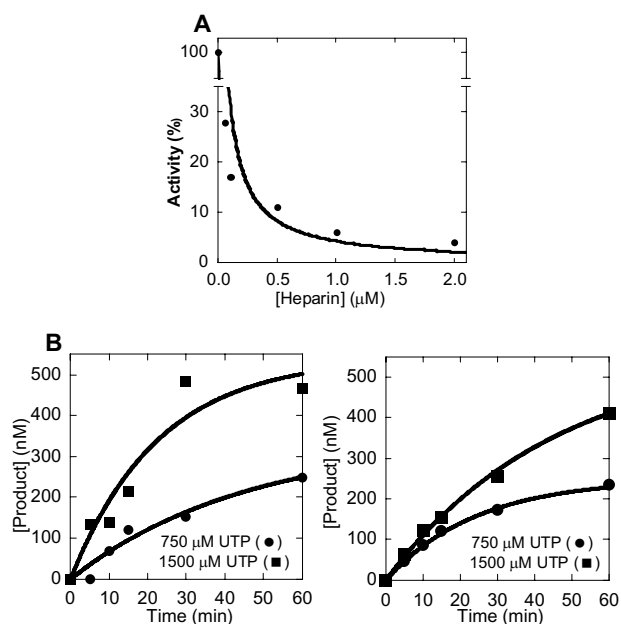 A
100
30
20
10
0
Activity (%)
0.0 0.5 1.0 1.5 2.0
[Heparin] (μM)
B
500
400
300
200
100
0
[Product] (nM)
750 μM UTP ( )
1500 μM UTP ( )
0 10 20 30 40 50 60
Time (min)
500
400
300
200
100
0
[Product] (nM)
750 μM UTP ( )
1500 μM UTP ( )
0 10 20 30 40 50 60
Time (min)